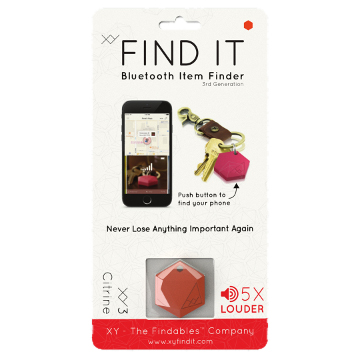 XY
FIND IT
Bluetooth Item Finder
3rd Generation
Push button to
find your phone
Never Lose Anything Important Again
Citrine
XY3
5X
LOUDER
XY - The Findables™ Company
www.xyfindit.com